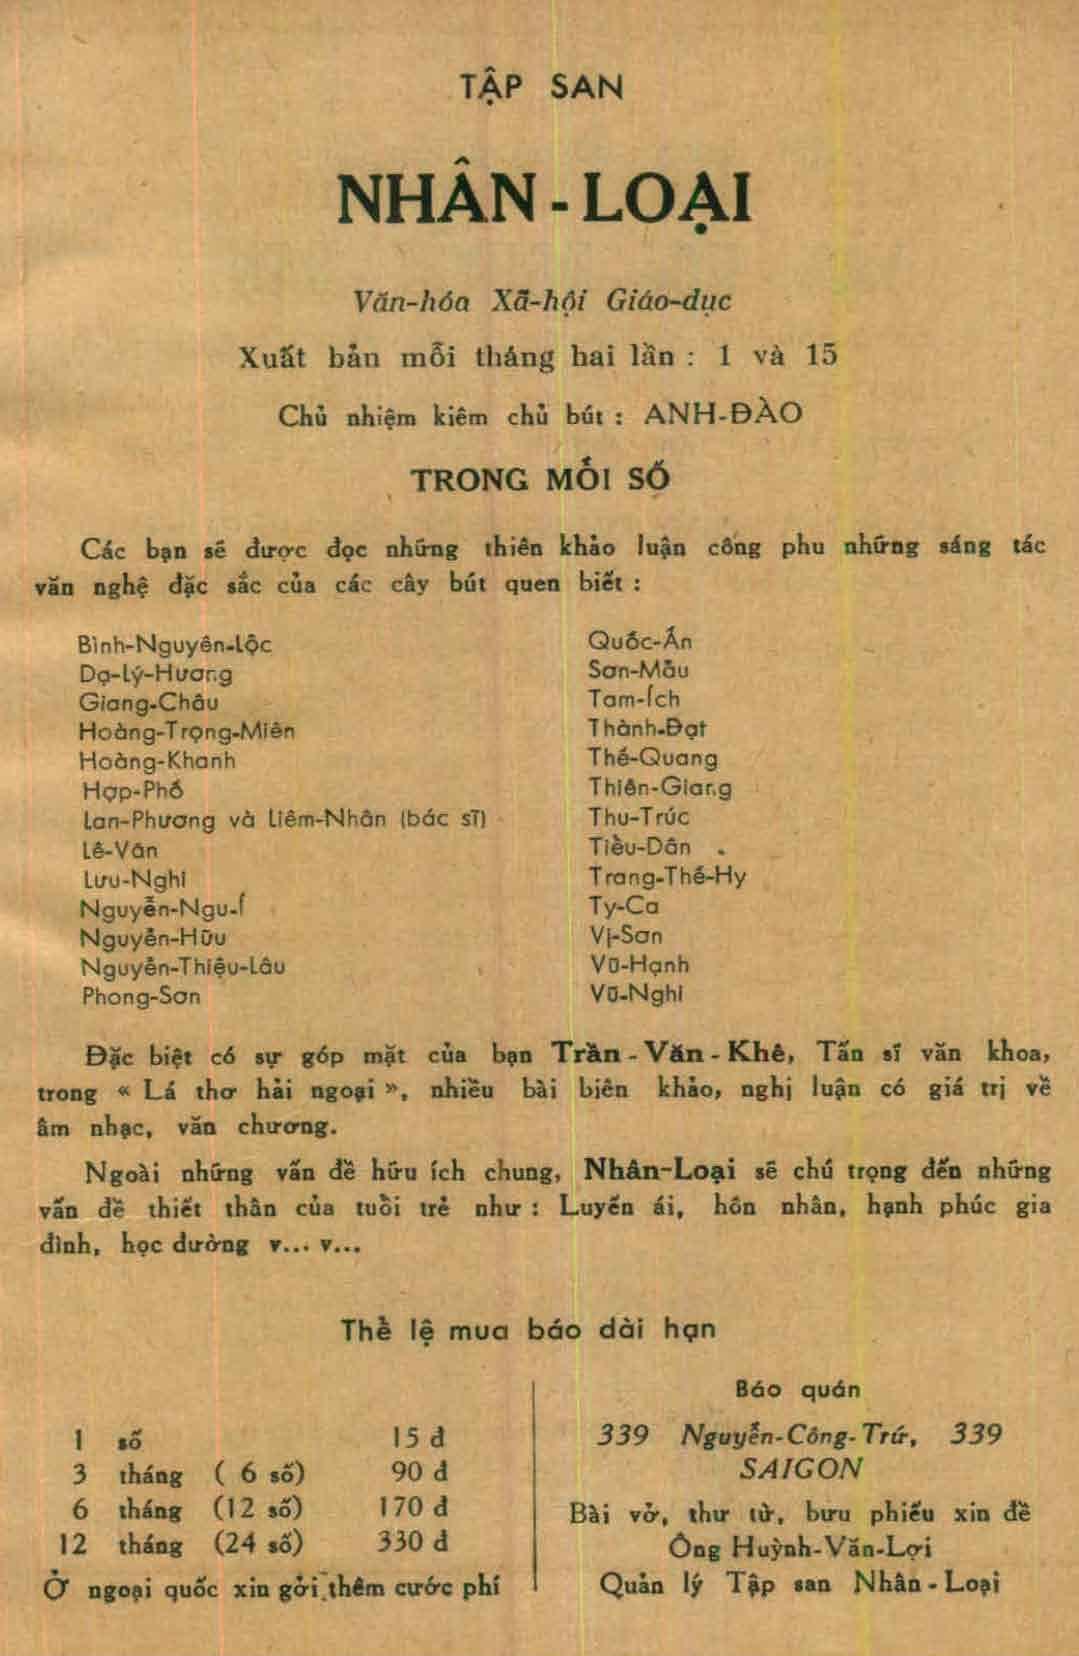 TẬP SAN
NHÂN-LOẠI
Văn-hóa Xã-hội Giáo-dục
Xuất bản mỗi tháng hai lần : 1 và 15
Chủ nhiệm kiêm chủ bút : ANH-ĐÀO
TRONG MỖI SỐ
Các bạn sẽ được đọc những thiên khảo luận công phu những sáng tác
văn nghệ đặc sắc của các cây bút quen biết :
Bình-Nguyên-Lộc
Dạ-Lý-Hương
Giang-Châu
Hoàng-Trọng-Miên
Hoàng-Khanh
Hợp-Phố
Lan-Phương và Liêm-Nhân (bác sĩ)
Lê-Vân
Lưu-Nghi
Nguyễn-Ngu-Í
Nguyễn-Hữu
Nguyễn-Thiệu-Lâu
Phong-Sơn
Quốc-Ấn
Sơn-Mẫu
Tam-Ích
Thành-Đạt
Thế-Quang
Thiên-Giang
Thu-Trúc
Tiều-Dân
Trang-Thế-Hy
Ty-Ca
Vị-Sơn
Vũ-Hạnh
Vũ-Nghi
Đặc biệt có sự góp mặt của bạn Trần-Văn-Khê, Tấn sĩ văn khoa,
trong « Lá thơ hải ngoại », nhiều bài biên khảo, nghị luận có giá trị về
âm nhạc, văn chương.
Ngoài những vấn đề hữu ích chung, Nhân-Loại sẽ chú trọng đến những
vấn đề thiết thân của tuổi trẻ như : Luyến ái, hôn nhân, hạnh phúc gia
đình, học đường v... v...
Thể lệ mua báo dài hạn
1 số 15 đ
3 tháng ( 6 số) 90 đ
6 tháng (12 số) 170 đ
12 tháng (24 số) 330 đ
Ở ngoại quốc xin gởi thêm cước phí
Báo quán
339 Nguyễn-Công-Trứ, 339
SAIGON
Bài vở, thư từ, bưu phiếu xin đề
Ông Huỳnh-Văn-Lợi
Quản lý Tập san Nhân-Loại